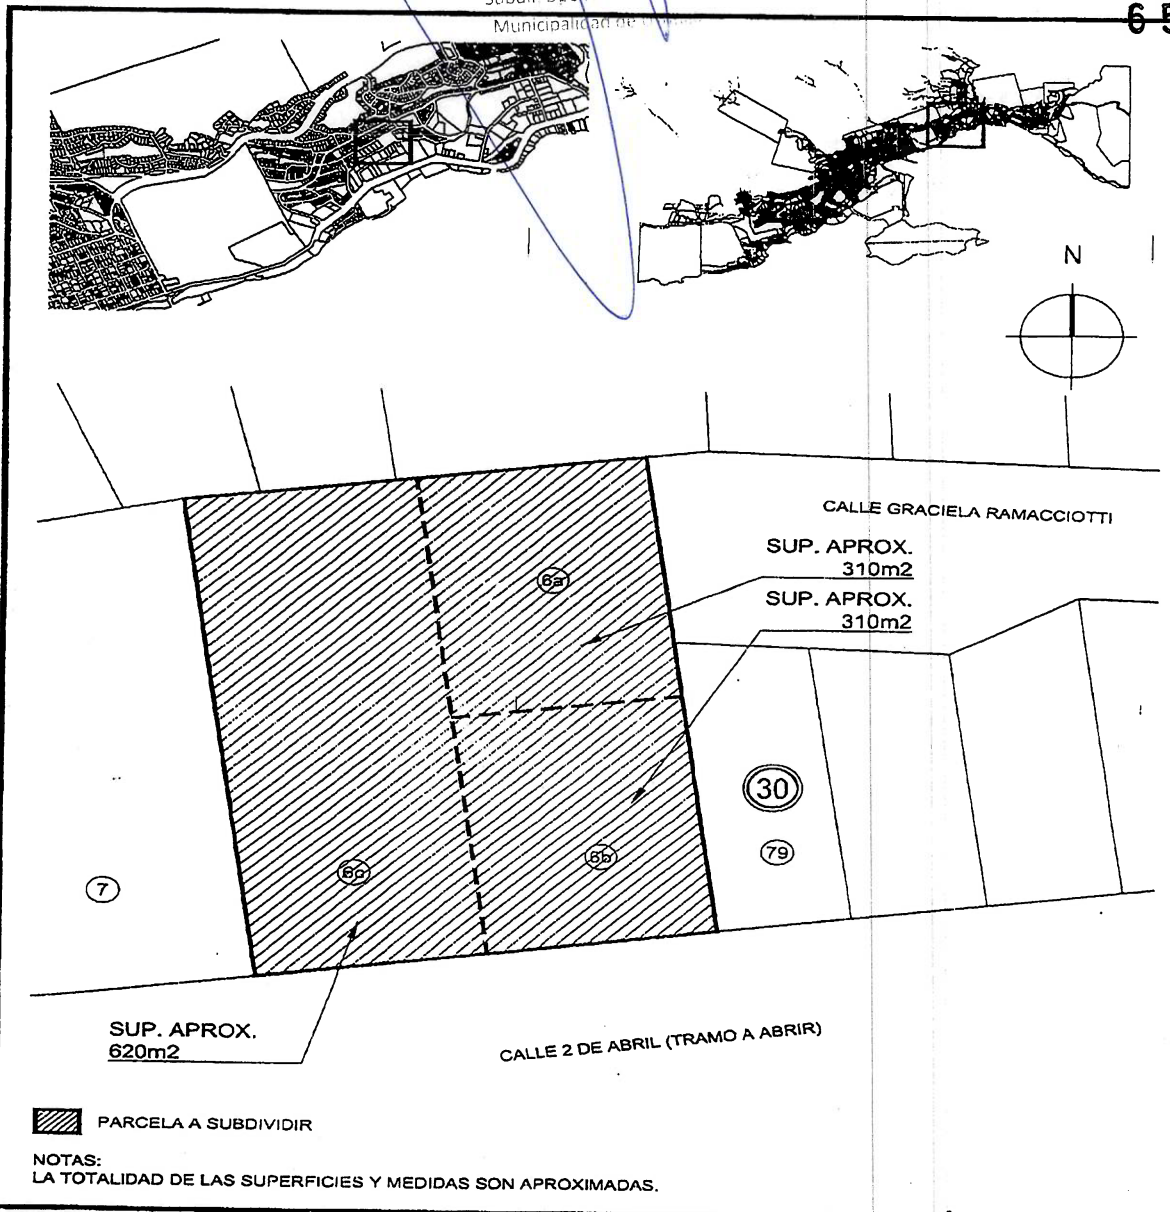 Municipalidad de
6 5
N
CALLE GRACIELA RAMACCIOTTI
SUP. APROX.
310m2
SUP. APROX.
310m2
6a
30
79
6b
6c
7
SUP. APROX.
620m2
CALLE 2 DE ABRIL (TRAMO A ABRIR)
PARCELA A SUBDIVIDIR
NOTAS:
LA TOTALIDAD DE LAS SUPERFICIES Y MEDIDAS SON APROXIMADAS.